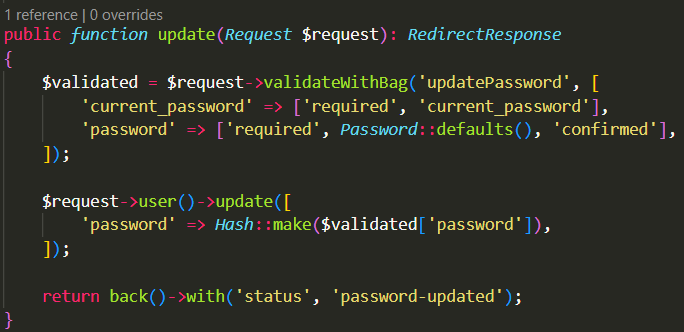 1 reference | 0 overrides
public function update(Request $request): RedirectResponse
{
    $validated = $request->validateWithBag('updatePassword', [
        'current_password' => ['required', 'current_password'],
        'password' => ['required', Password::defaults(), 'confirmed'],
    ]);

    $request->user()->update([
        'password' => Hash::make($validated['password']),
    ]);

    return back()->with('status', 'password-updated');
}